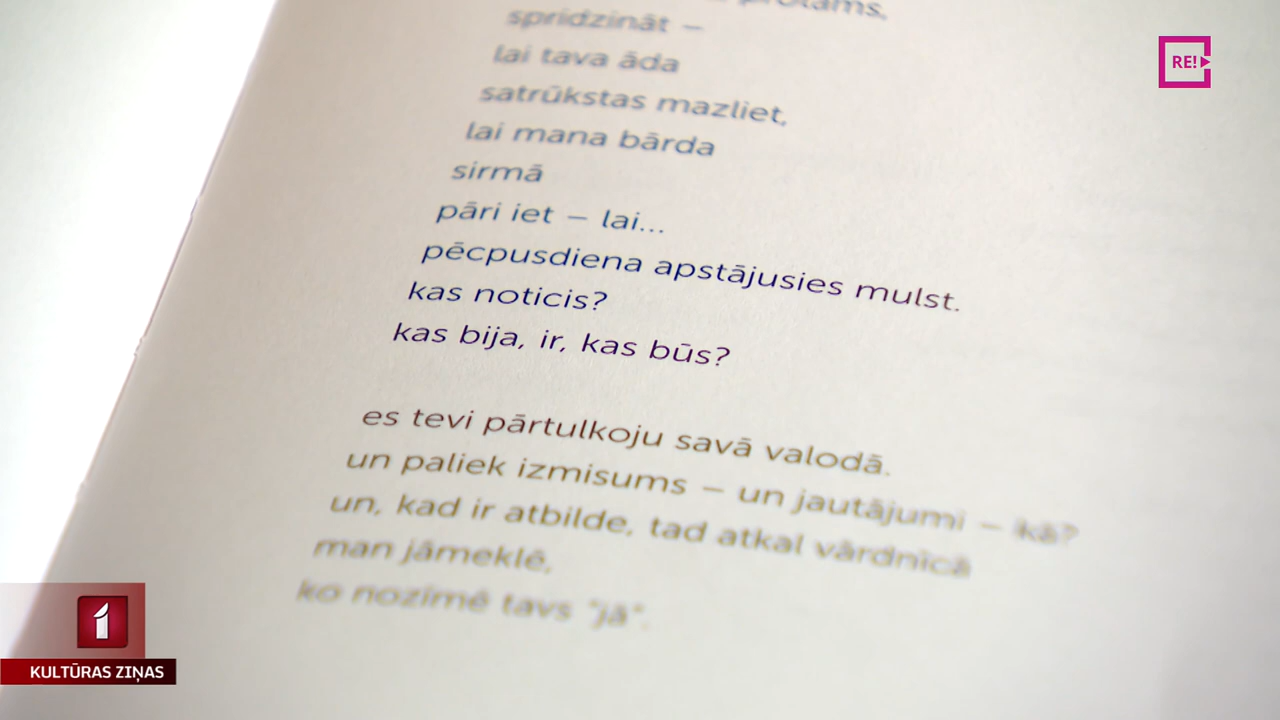 protams,
spridzināt –
lai tava āda
satrūkstas mazliet,
lai mana bārda
sirmā
pāri iet – lai...
pēcpusdiena apstājusies mulst.
kas noticis?
kas bija, ir, kas būs?
es tevi pārtulkoju savā valodā.
un paliek izmisums – un jautājumi – kā?
un, kad ir atbilde, tad atkal vārdnīcā
man jāmeklē,
ko nozīmē tavs "jā".
RE!
1
KULTŪRAS ZIŅAS